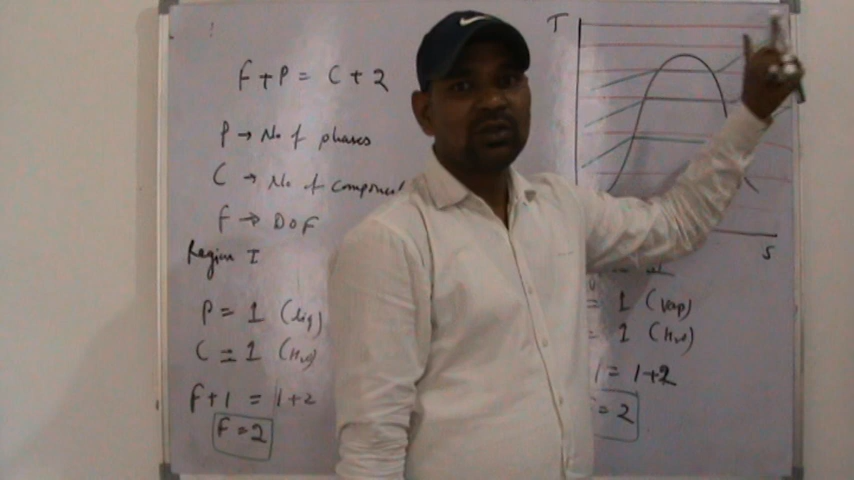 T
F+P = C+2
P → No of phases
C → No of component
F → DOF
S
Region I
P = 1 (liq)
= 1 (Vap)
C = 1 (H₂O)
= 1 (H₂O)
F+1 = 1+2
1 = 1+2
F = 2
= 2